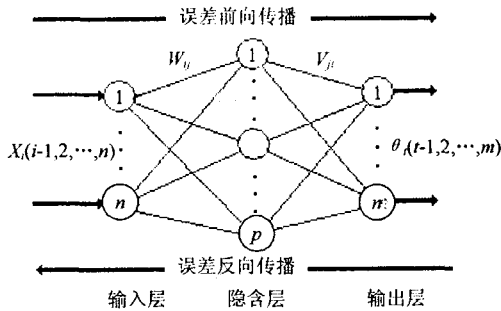 误差前向传播
W_ij 1 V_jt
1 1
X_i(i-1,2,…,n) θ_t(t-1,2,…,m)
n n
p
误差反向传播
输入层 隐含层 输出层